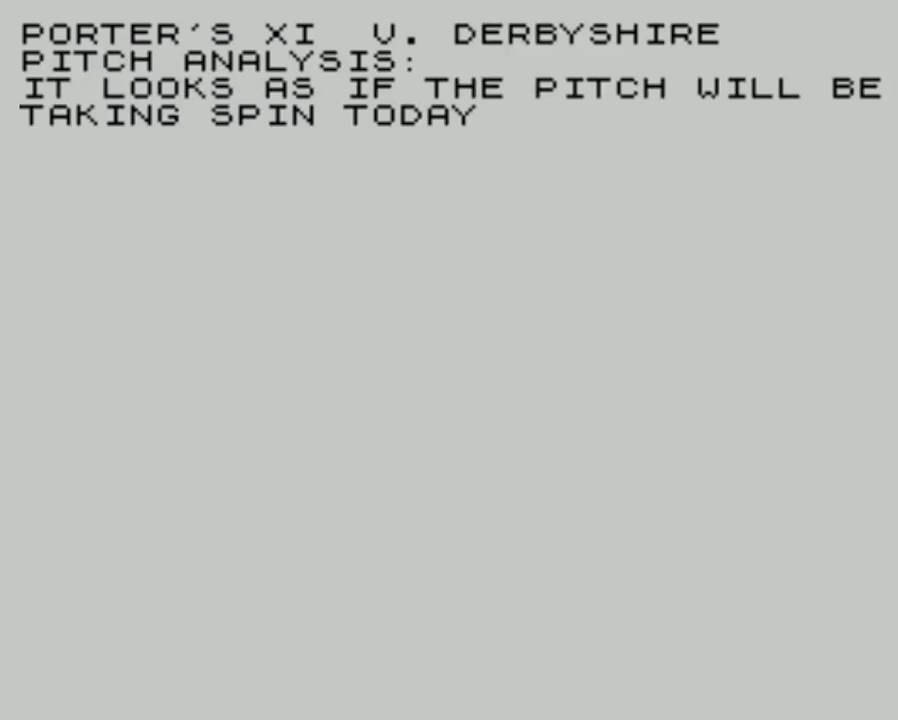 PORTER'S XI  V. DERBYSHIRE
PITCH ANALYSIS:
IT LOOKS AS IF THE PITCH WILL BE
TAKING SPIN TODAY